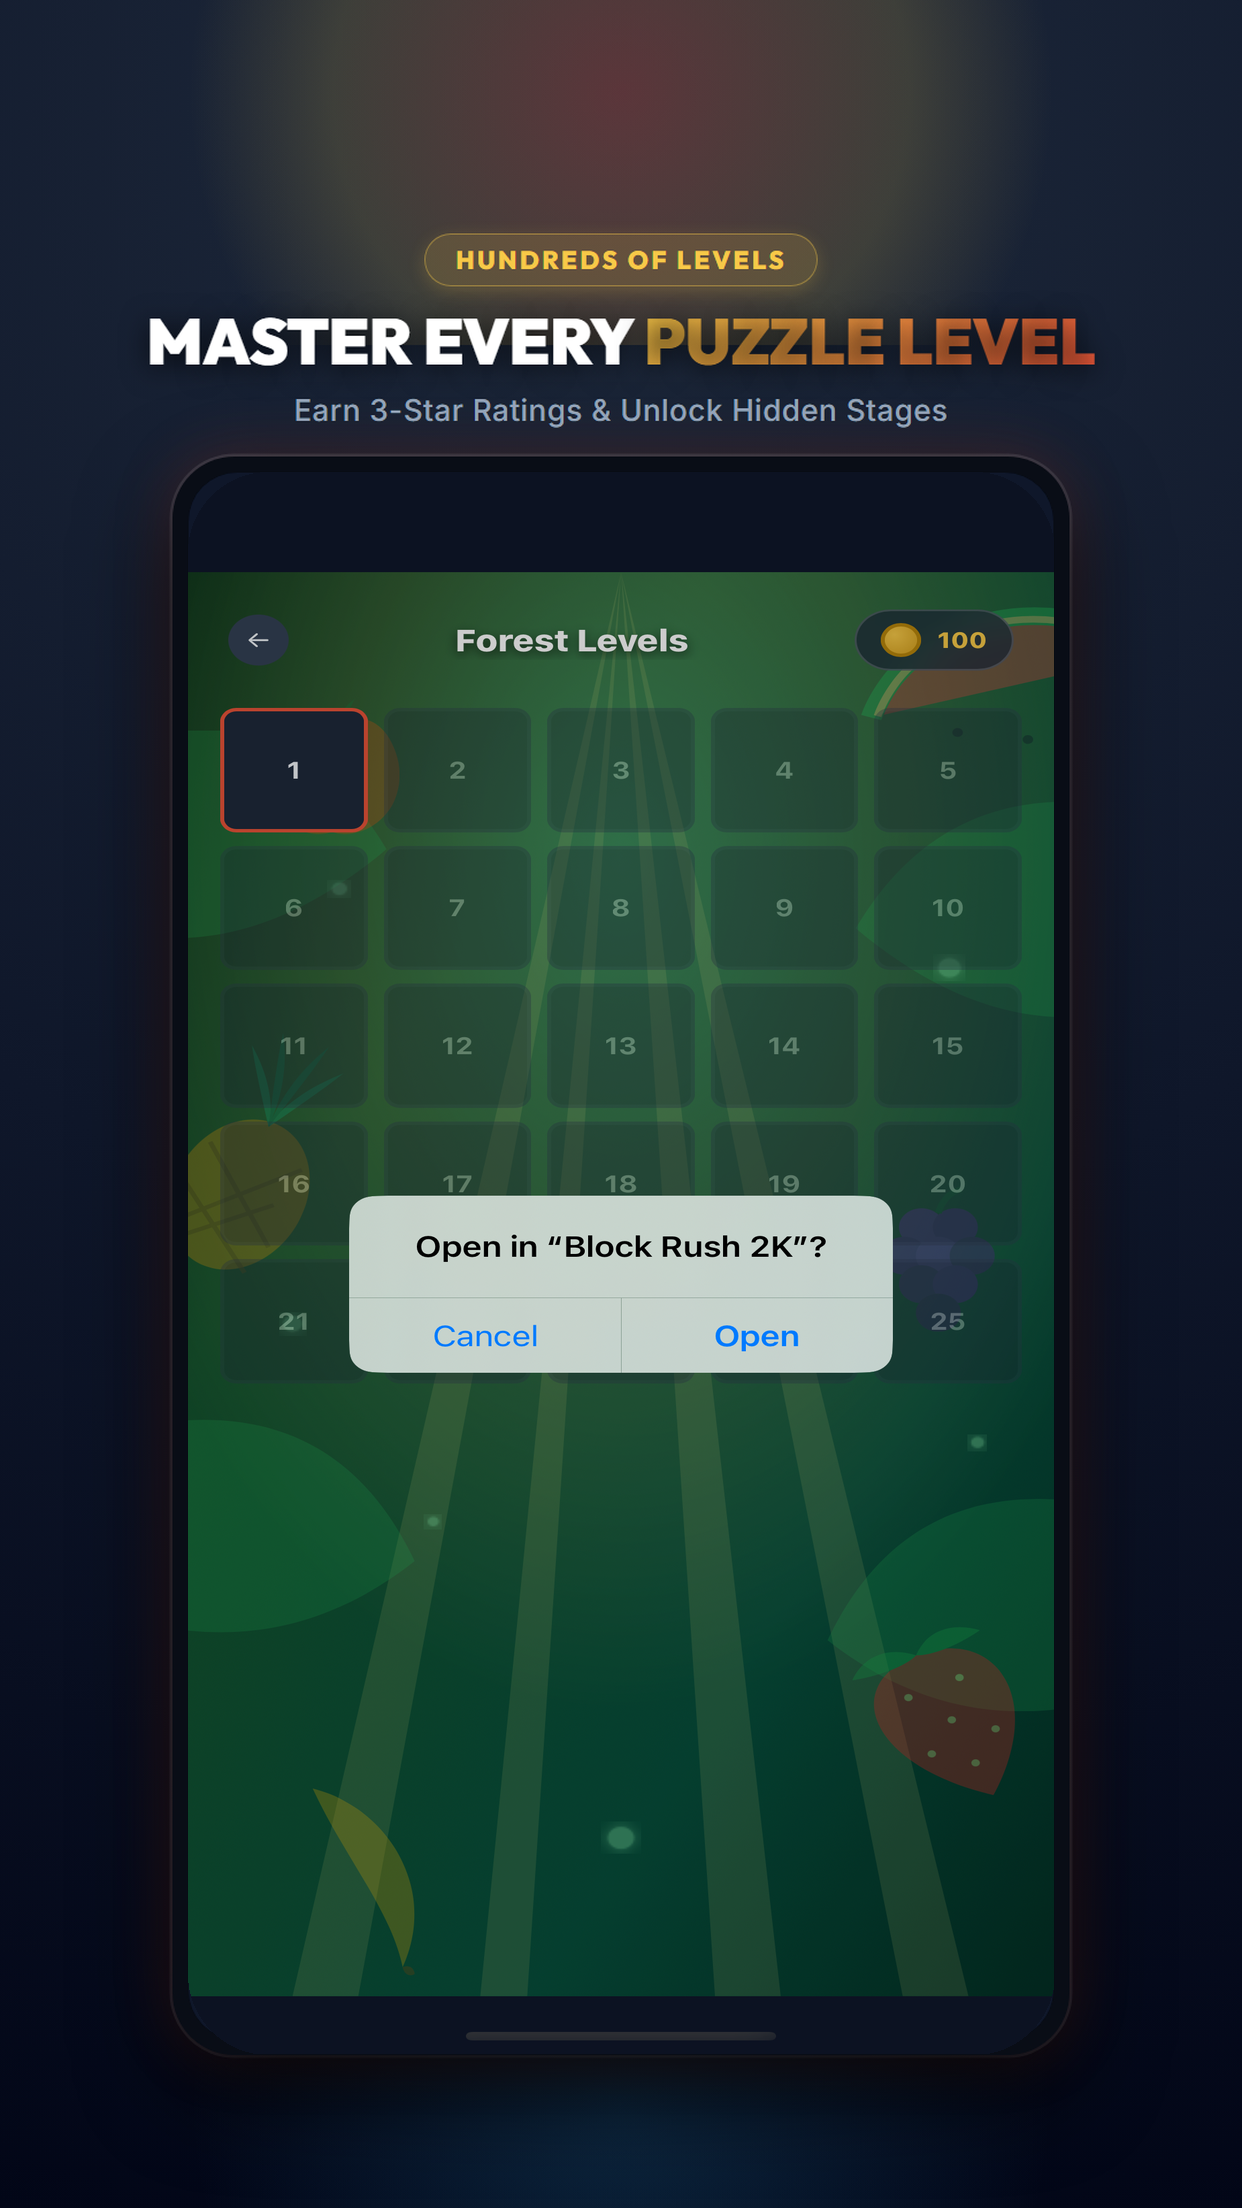 HUNDREDS OF LEVELS
MASTER EVERY PUZZLE LEVEL
Earn 3-Star Ratings & Unlock Hidden Stages
Forest Levels
100
1 2 3 4 5
6 7 8 9 10
11 12 13 14 15
16 17 18 19 20
Open in “Block Rush 2K”?
21 25
Cancel Open